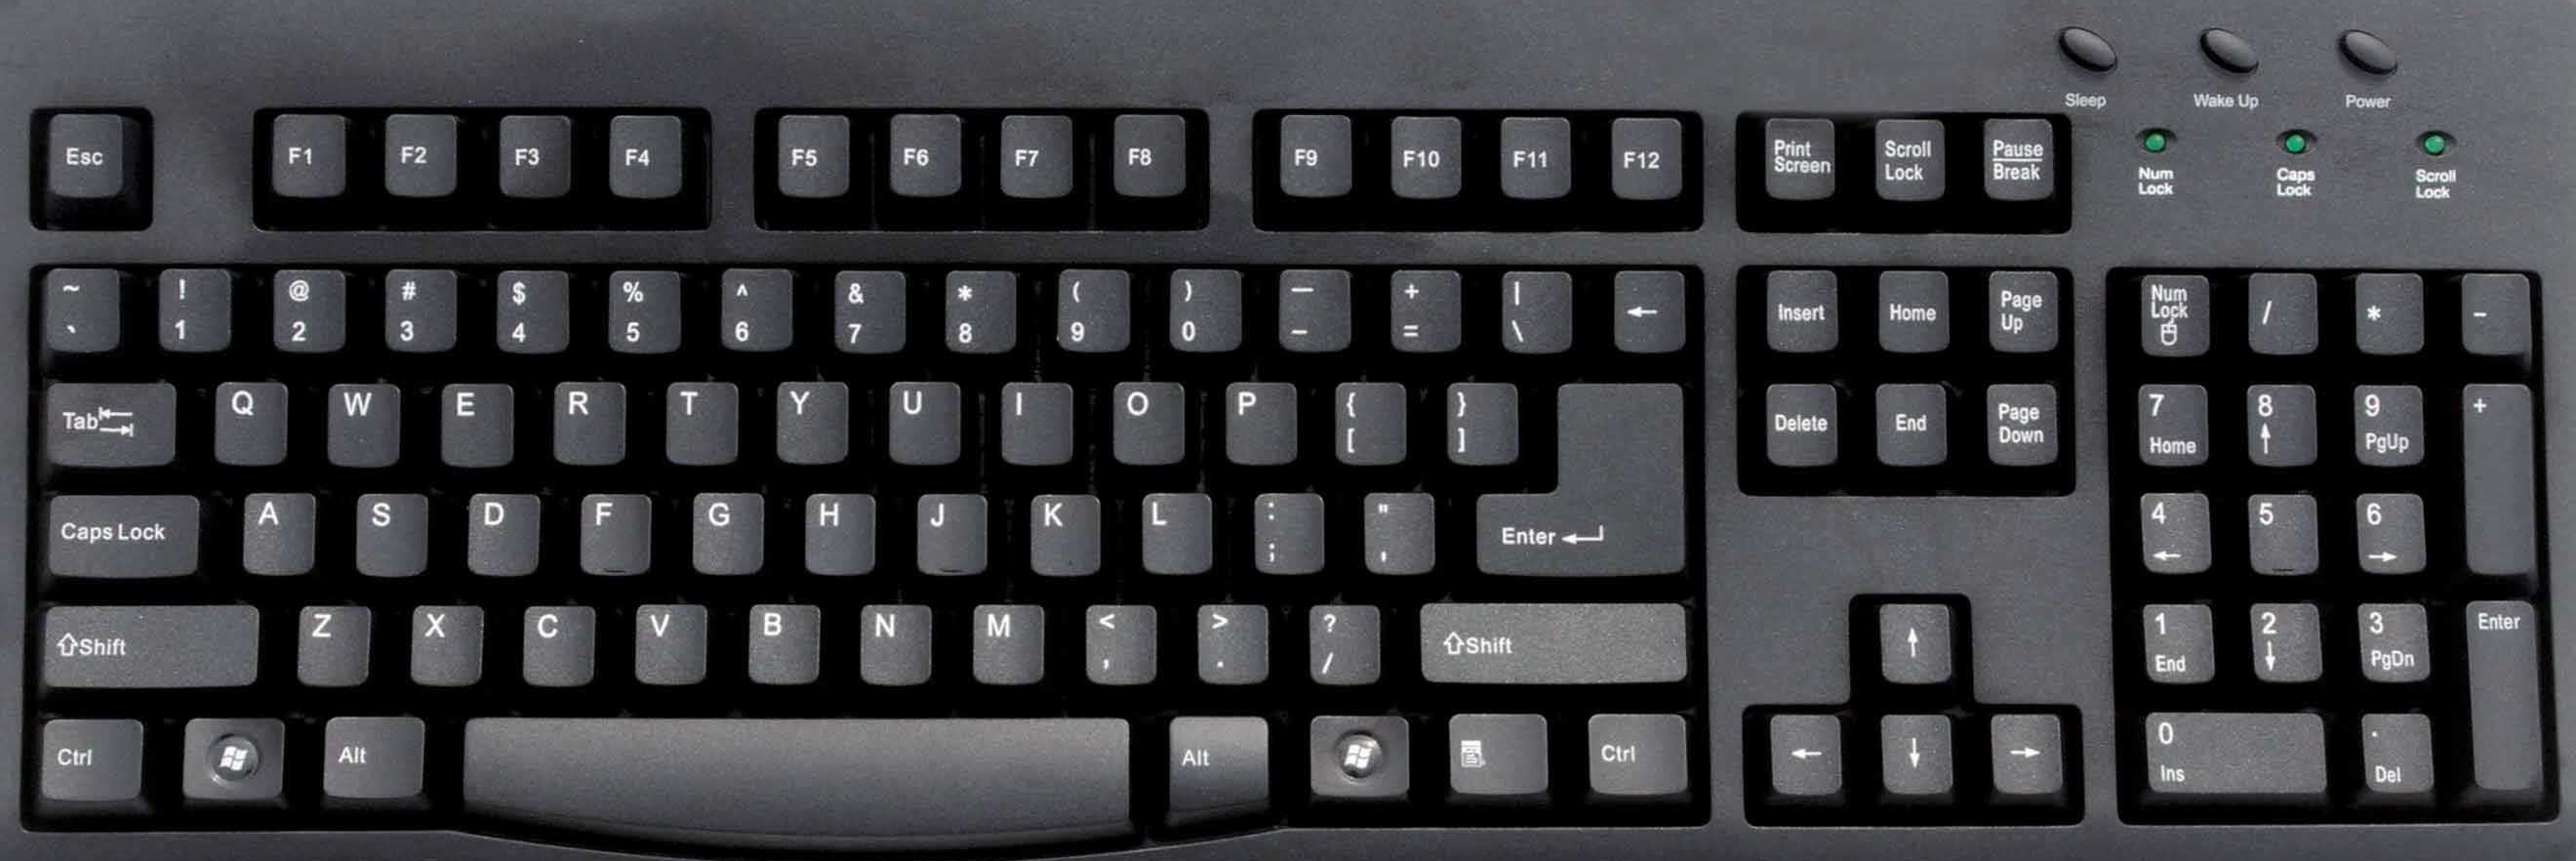 Sleep Wake Up Power
Esc F1 F2 F3 F4 F5 F6 F7 F8 F9 F10 F11 F12 Print Screen Scroll Lock Pause Break
Num Lock Caps Lock Scroll Lock
~ ! @ # $ % ^ & * ( ) — + |
` 1 2 3 4 5 6 7 8 9 0 – = \ ←
Insert Home Page Up
Num Lock / * -
Tab Q W E R T Y U I O P { }
[ ]
Delete End Page Down
7 8 9 +
Home ↑ PgUp
Caps Lock A S D F G H J K L : "
; '
Enter
4 5 6
← →
⇧Shift Z X C V B N M < > ? ⇧Shift
, . /
↑
1 2 3 Enter
End ↓ PgDn
Ctrl Alt Alt Ctrl
← ↓ →
0 .
Ins Del